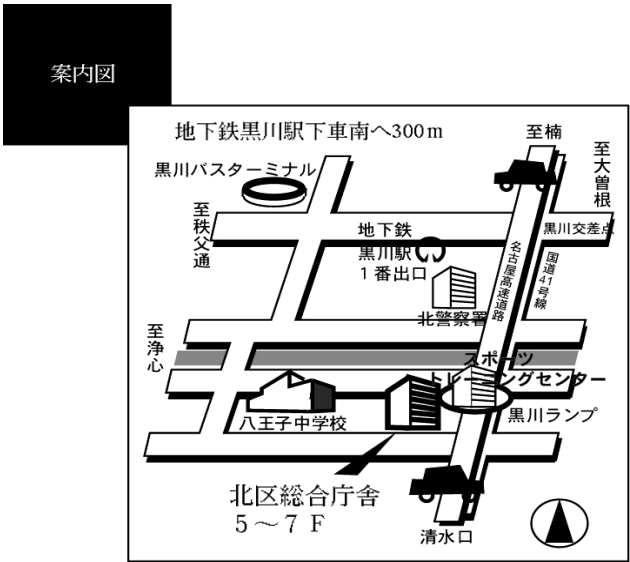 案内図
地下鉄黒川駅下車南へ300m
至楠
至大曽根
黒川バスターミナル
至秩父通
地下鉄
黒川駅
1番出口
黒川交差点
名古屋高速道路
国道41号線
北警察署
至浄心
スポーツ
トレーニングセンター
八王子中学校
黒川ランプ
北区総合庁舎
5～7F
清水口